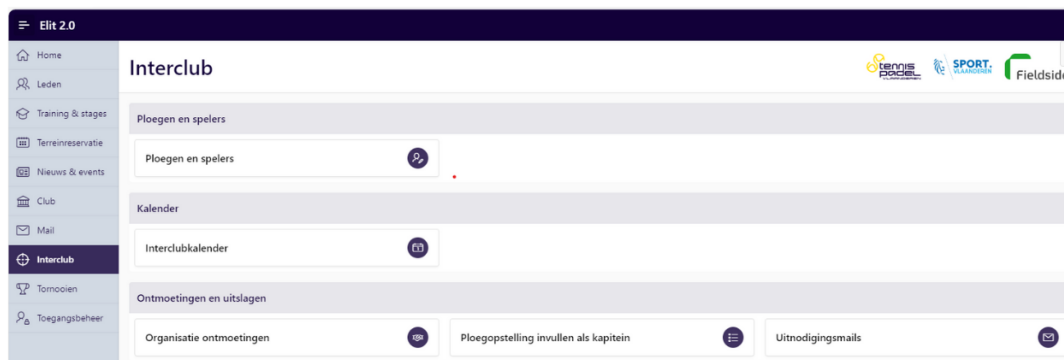 Elit 2.0
Home
Leden
Training & stages
Terreinreservatie
Nieuws & events
Club
Mail
Interclub
Tornooien
Toegangsbeheer
Interclub
tennis
padel
VLAANDEREN
SPORT.
VLAANDEREN
Fieldside
Ploegen en spelers
Ploegen en spelers
Kalender
Interclubkalender
Ontmoetingen en uitslagen
Organisatie ontmoetingen
Ploegopstelling invullen als kapitein
Uitnodigingsmails